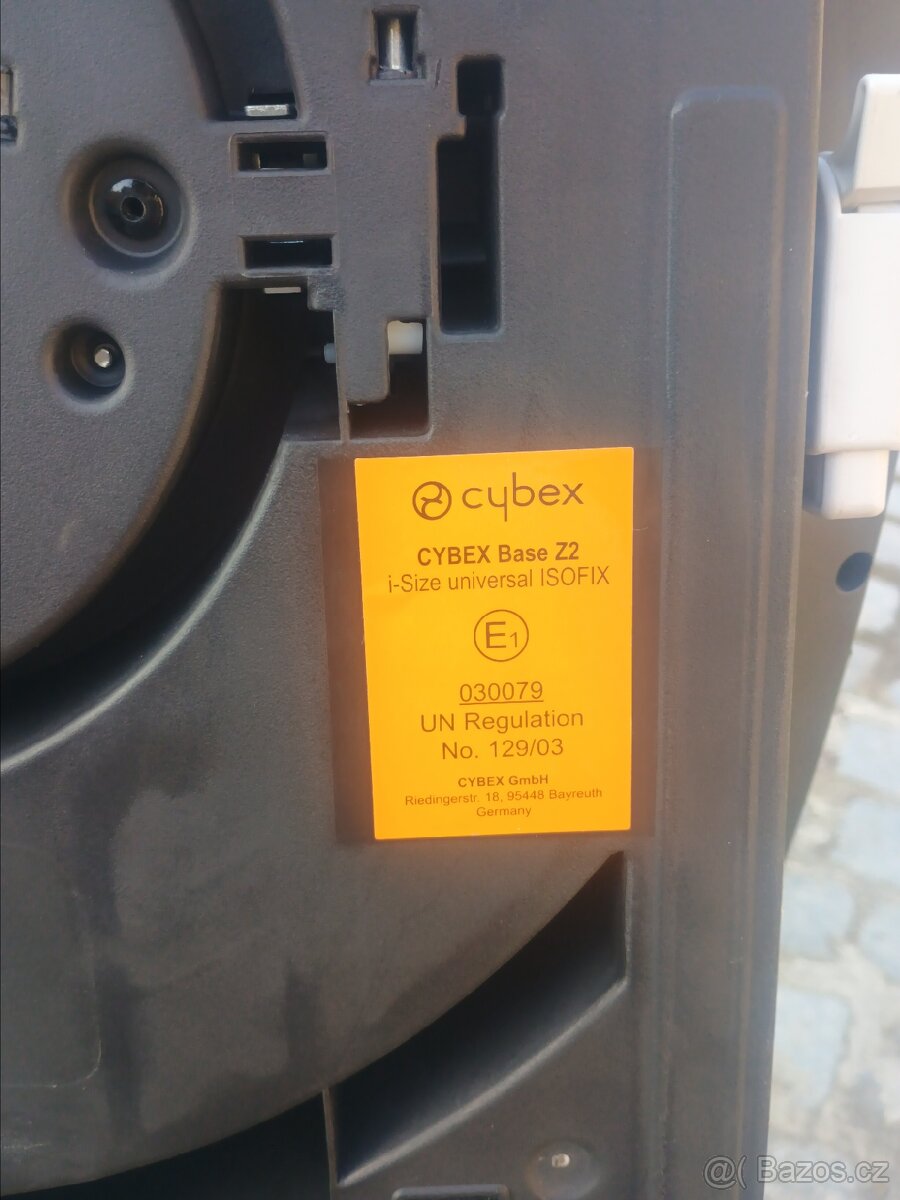 cybex
CYBEX Base Z2
i-Size universal ISOFIX
E1
030079
UN Regulation
No. 129/03
CYBEX GmbH
Riedingerstr. 18, 95448 Bayreuth
Germany
@( Bazos.cz